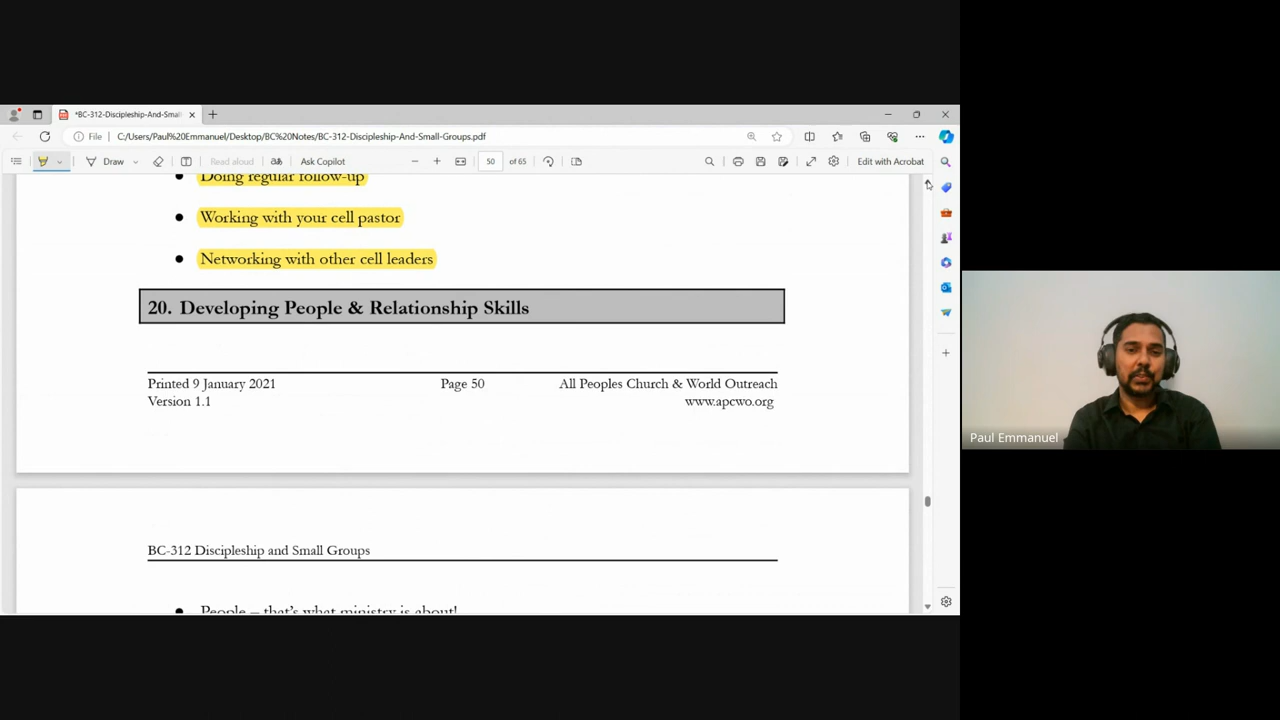 *BC-312-Discipleship-And-Smal
File C:/Users/Paul%20Emmanuel/Desktop/BC%20Notes/BC-312-Discipleship-And-Small-Groups.pdf
Draw Read aloud Ask Copilot 50 of 65 Edit with Acrobat
• Doing regular follow-up
• Working with your cell pastor
• Networking with other cell leaders
20. Developing People & Relationship Skills
Printed 9 January 2021 Page 50 All Peoples Church & World Outreach
Version 1.1 www.apcwo.org
BC-312 Discipleship and Small Groups
• People – that's what ministry is about!
Paul Emmanuel